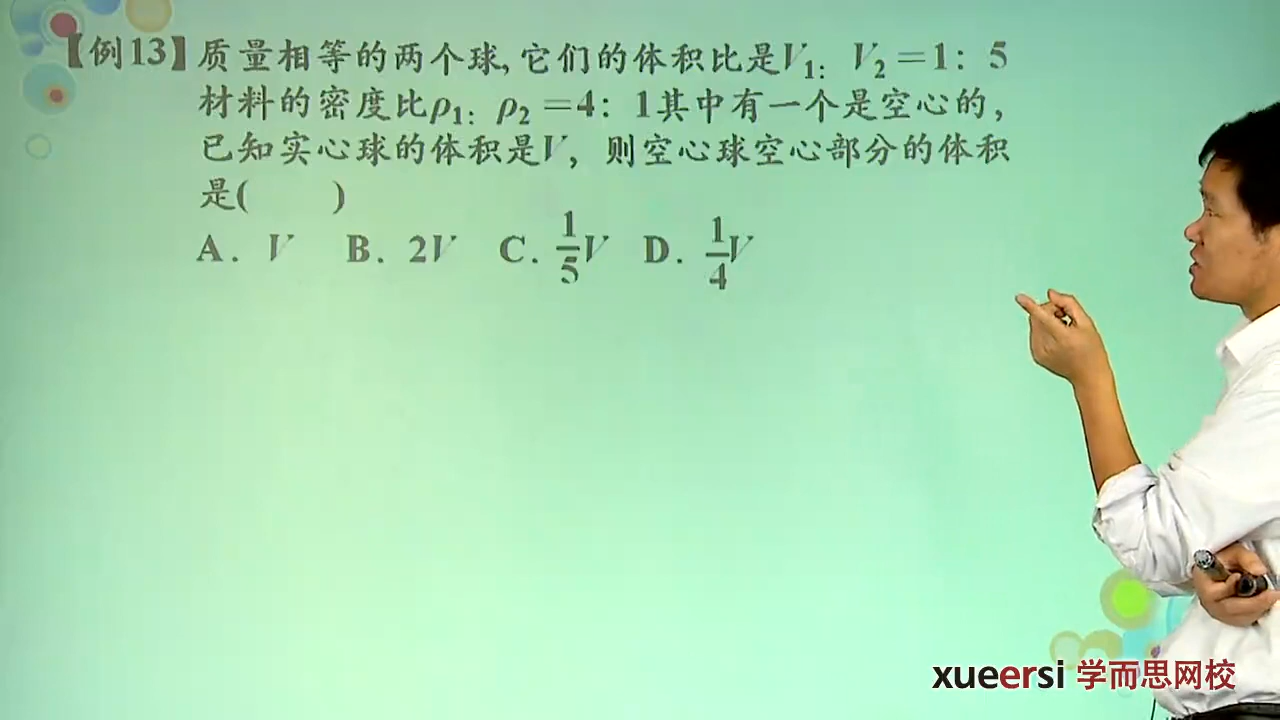 【例13】质量相等的两个球,它们的体积比是V₁: V₂=1: 5
材料的密度比ρ₁: ρ₂=4: 1其中有一个是空心的,
已知实心球的体积是V, 则空心球空心部分的体积
是(  )
A. V B. 2V C. 1/5 V D. 1/4 V
xueersi 学而思网校